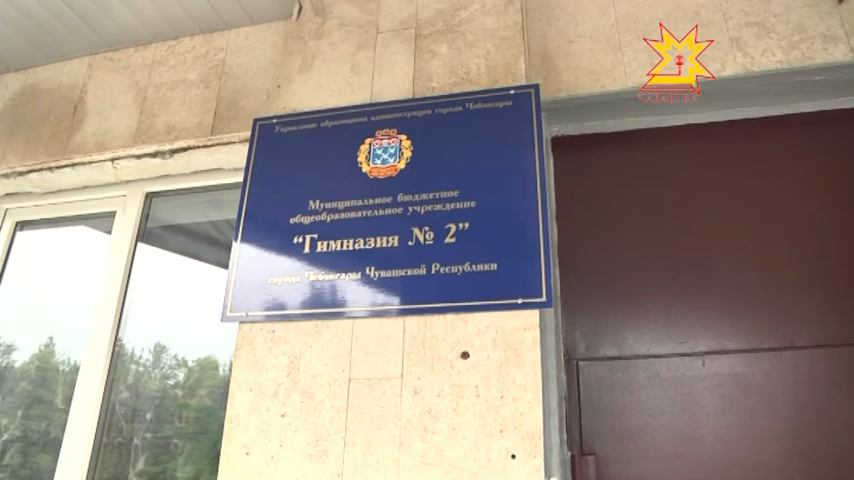 Управление образования администрации города Чебоксары
Муниципальное бюджетное
общеобразовательное учреждение
“Гимназия № 2”
города Чебоксары Чувашской Республики